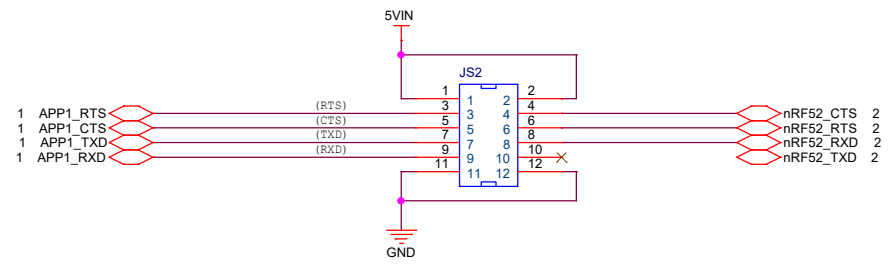 5VIN
JS2
1 2
1 2
(RTS) 3 4
1 APP1_RTS 3 4 nRF52_CTS 2
(CTS) 5 6
1 APP1_CTS 5 6 nRF52_RTS 2
(TXD) 7 8
1 APP1_TXD 7 8 nRF52_RXD 2
(RXD) 9 10
1 APP1_RXD 9 10 nRF52_TXD 2
11 12
11 12
GND